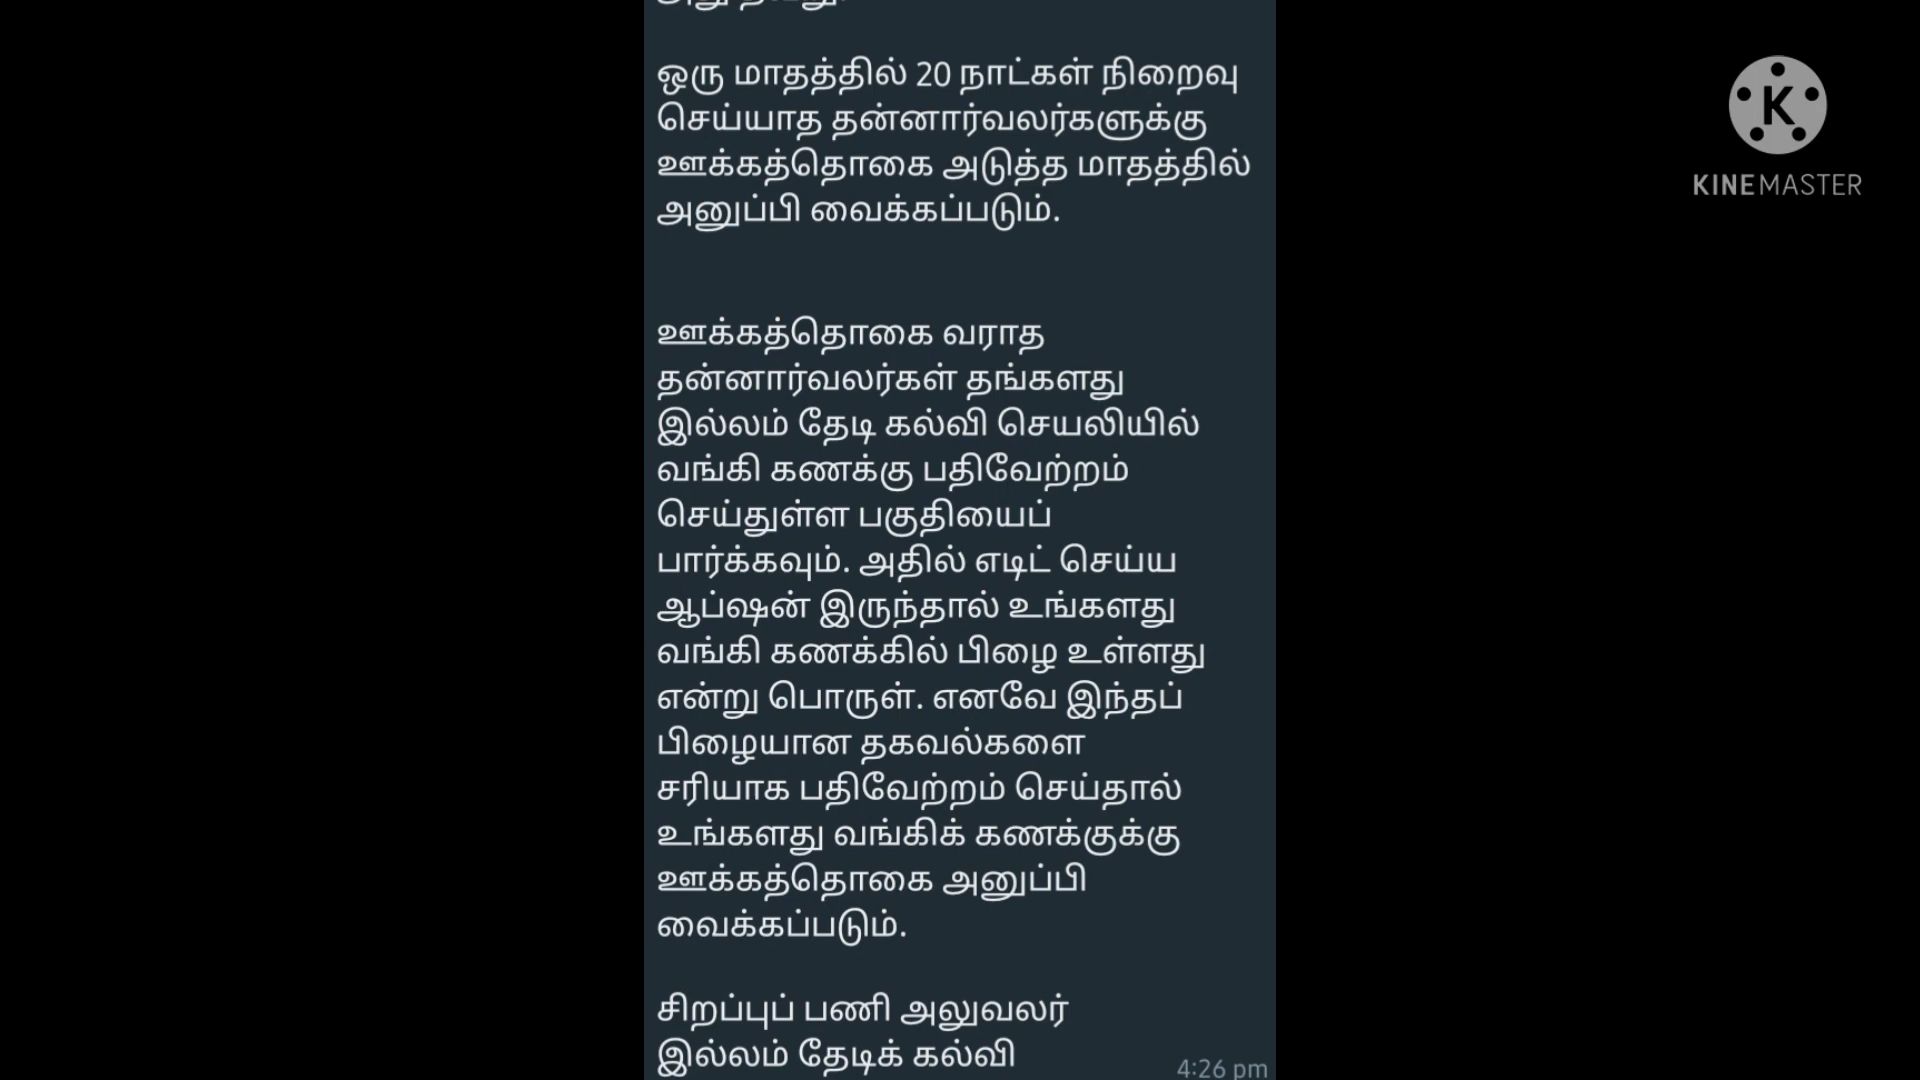 ஒரு மாதத்தில் 20 நாட்கள் நிறைவு
செய்யாத தன்னார்வலர்களுக்கு
ஊக்கத்தொகை அடுத்த மாதத்தில்
அனுப்பி வைக்கப்படும்.
ஊக்கத்தொகை வராத
தன்னார்வலர்கள் தங்களது
இல்லம் தேடி கல்வி செயலியில்
வங்கி கணக்கு பதிவேற்றம்
செய்துள்ள பகுதியைப்
பார்க்கவும். அதில் எடிட் செய்ய
ஆப்ஷன் இருந்தால் உங்களது
வங்கி கணக்கில் பிழை உள்ளது
என்று பொருள். எனவே இந்தப்
பிழையான தகவல்களை
சரியாக பதிவேற்றம் செய்தால்
உங்களது வங்கிக் கணக்குக்கு
ஊக்கத்தொகை அனுப்பி
வைக்கப்படும்.
சிறப்புப் பணி அலுவலர்
இல்லம் தேடிக் கல்வி
4:26 pm
K
KINEMASTER